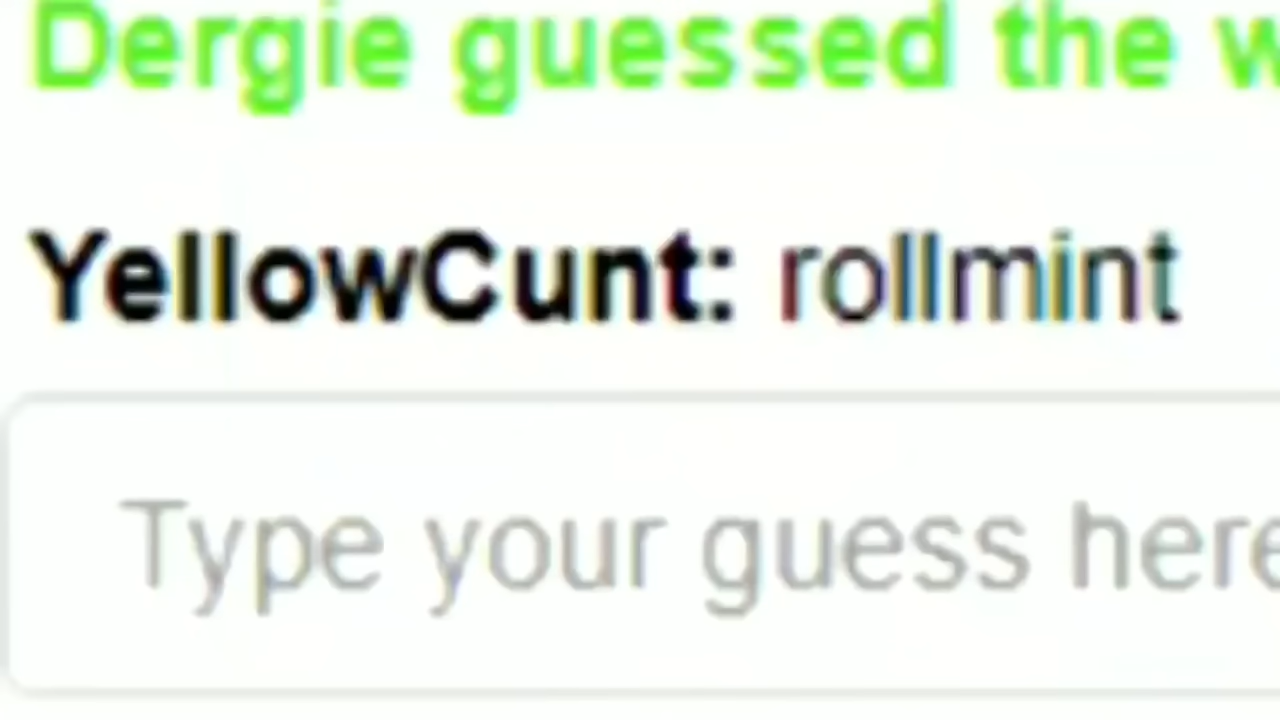 Dergie guessed the w
YellowCunt: rollmint
Type your guess here